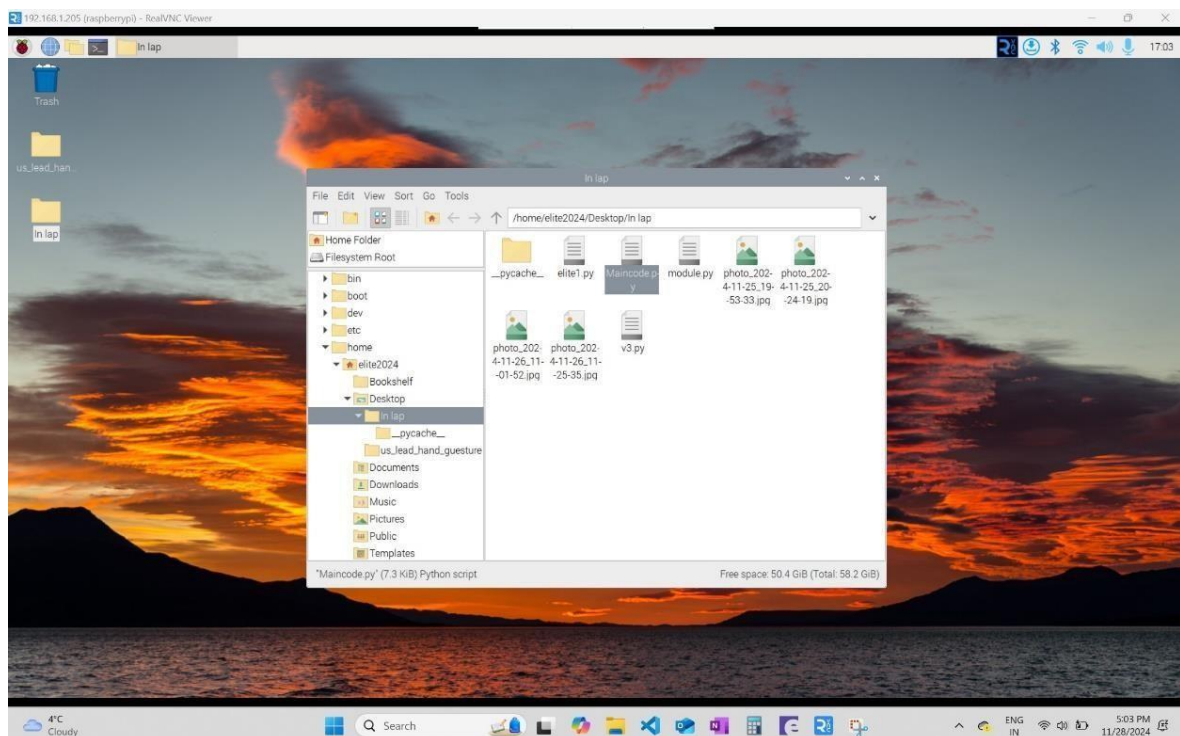 192.168.1.205 (raspberrypi) - RealVNC Viewer
In lap
17:03
Trash
us_lead_han...
In lap
In lap
File Edit View Sort Go Tools
/home/elite2024/Desktop/In lap
Home Folder
Filesystem Root
bin
boot
dev
etc
home
elite2024
Bookshelf
Desktop
In lap
__pycache__
us_lead_hand_guesture
Documents
Downloads
Music
Pictures
Public
Templates
__pycache__
elite1.py
Maincode.p
y
module.py
photo_202-
4-11-25_19-
-53-33.jpg
photo_202-
4-11-25_20-
-24-19.jpg
photo_202-
4-11-26_11-
-01-52.jpg
photo_202-
4-11-26_11-
-25-35.jpg
v3.py
"Maincode.py" (7.3 KiB) Python script
Free space: 50.4 GiB (Total: 58.2 GiB)
4°C
Cloudy
Search
ENG
IN
5:03 PM
11/28/2024